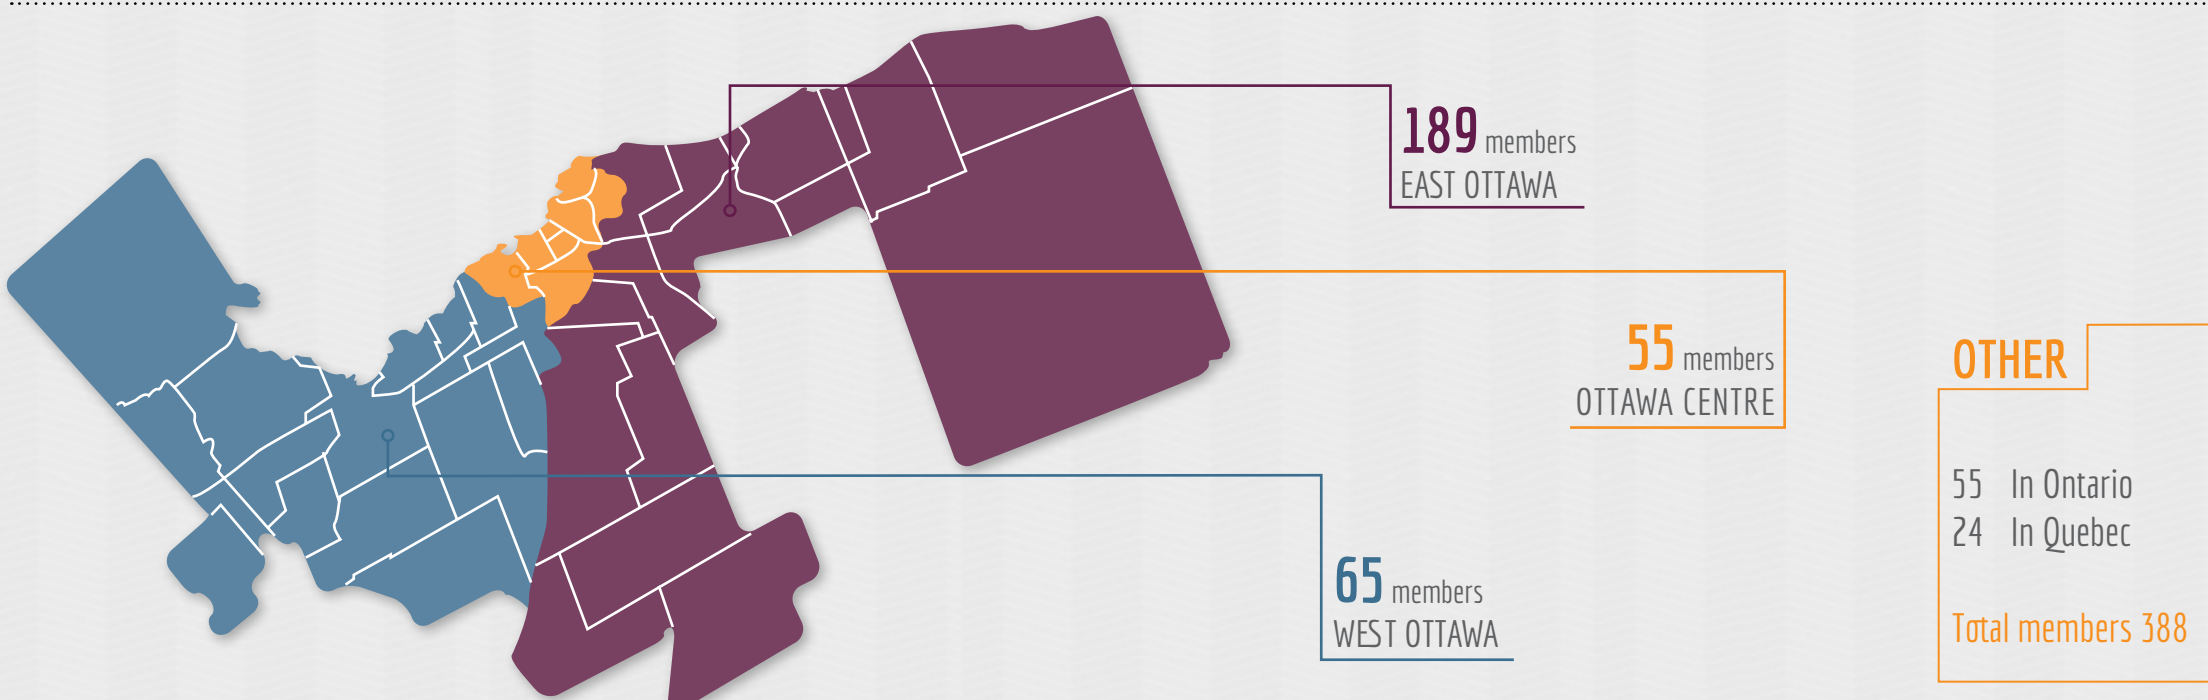 189 members
EAST OTTAWA
55 members
OTTAWA CENTRE
65 members
WEST OTTAWA
OTHER
55 In Ontario
24 In Quebec
Total members 388